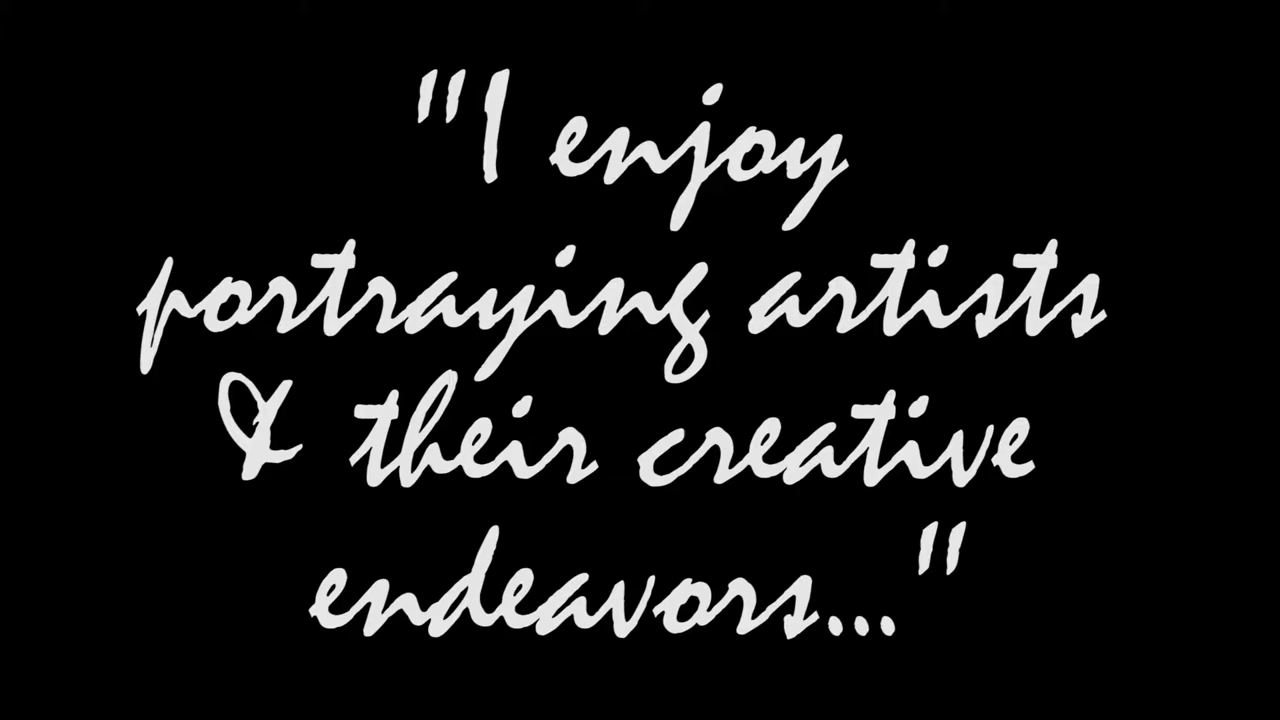 "I enjoy
portraying artists
& their creative
endeavors..."